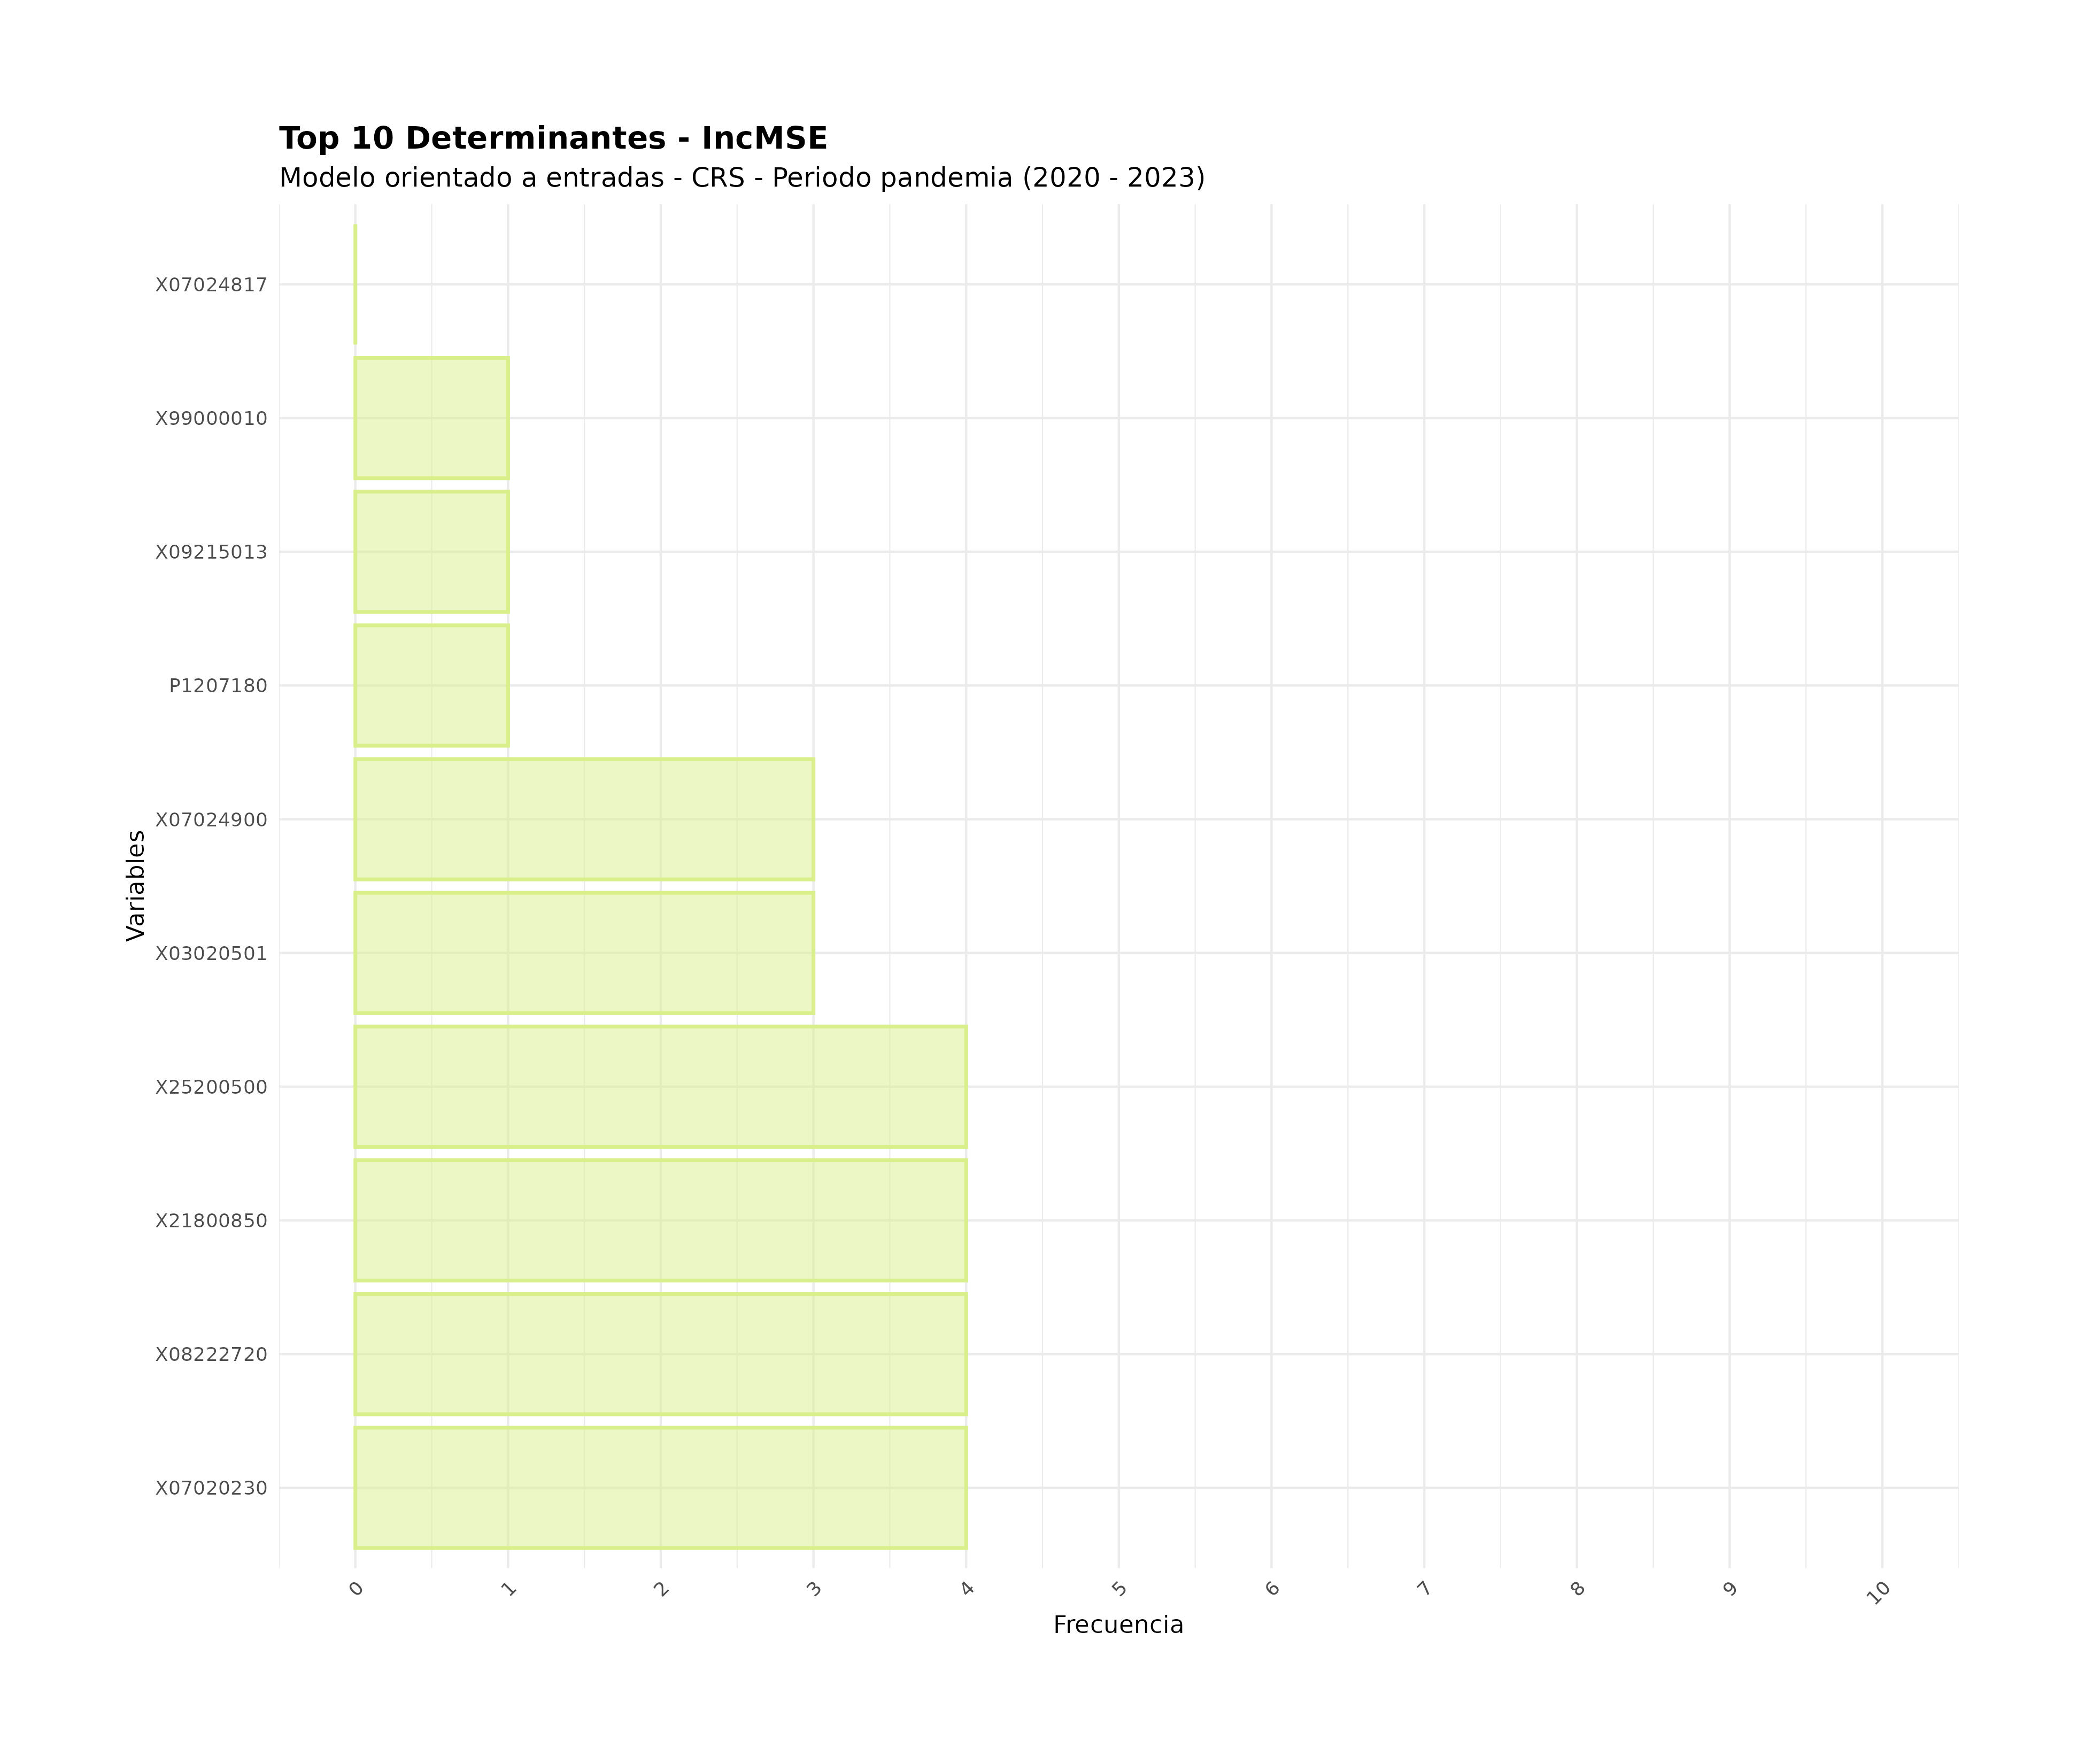 Top 10 Determinantes - IncMSE
Modelo orientado a entradas - CRS - Periodo pandemia (2020 - 2023)
Variables
X07024817
X99000010
X09215013
P1207180
X07024900
X03020501
X25200500
X21800850
X08222720
X07020230
0 1 2 3 4 5 6 7 8 9 10
Frecuencia